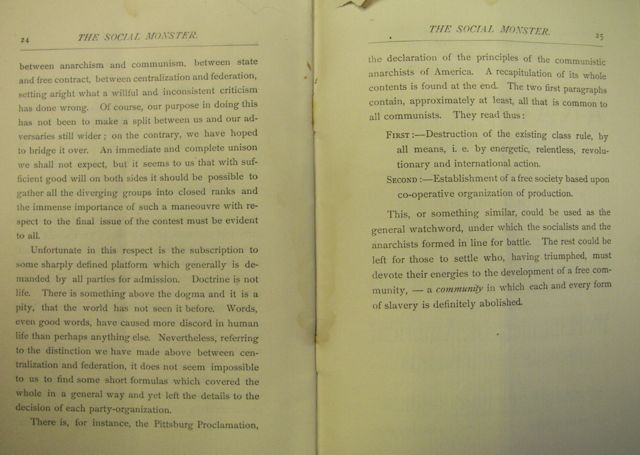 24
THE SOCIAL MONSTER.
between anarchism and communism, between state
and free contract, between centralization and federation,
setting aright what a willful and inconsistent criticism
has done wrong. Of course, our purpose in doing this
has not been to make a split between us and our ad-
versaries still wider; on the contrary, we have hoped
to bridge it over. An immediate and complete unison
we shall not expect, but it seems to us that with suf-
ficient good will on both sides it should be possible to
gather all the diverging groups into closed ranks and
the immense importance of such a manœuvre with re-
spect to the final issue of the contest must be evident
to all.
Unfortunate in this respect is the subscription to
some sharply defined platform which generally is de-
manded by all parties for admission. Doctrine is not
life. There is something above the dogma and it is a
pity, that the world has not seen it before. Words,
even good words, have caused more discord in human
life than perhaps anything else. Nevertheless, referring
to the distinction we have made above between cen-
tralization and federation, it does not seem impossible
to us to find some short formulas which covered the
whole in a general way and yet left the details to the
decision of each party-organization.
There is, for instance, the Pittsburg Proclamation,
THE SOCIAL MONSTER.
25
the declaration of the principles of the communistic
anarchists of America. A recapitulation of its whole
contents is found at the end. The two first paragraphs
contain, approximately at least, all that is common to
all communists. They read thus:
FIRST:—Destruction of the existing class rule, by
all means, i. e. by energetic, relentless, revolu-
tionary and international action.
SECOND:—Establishment of a free society based upon
co-operative organization of production.
This, or something similar, could be used as the
general watchword, under which the socialists and the
anarchists formed in line for battle. The rest could be
left for those to settle who, having triumphed, must
devote their energies to the development of a free com-
munity, — a community in which each and every form
of slavery is definitely abolished.